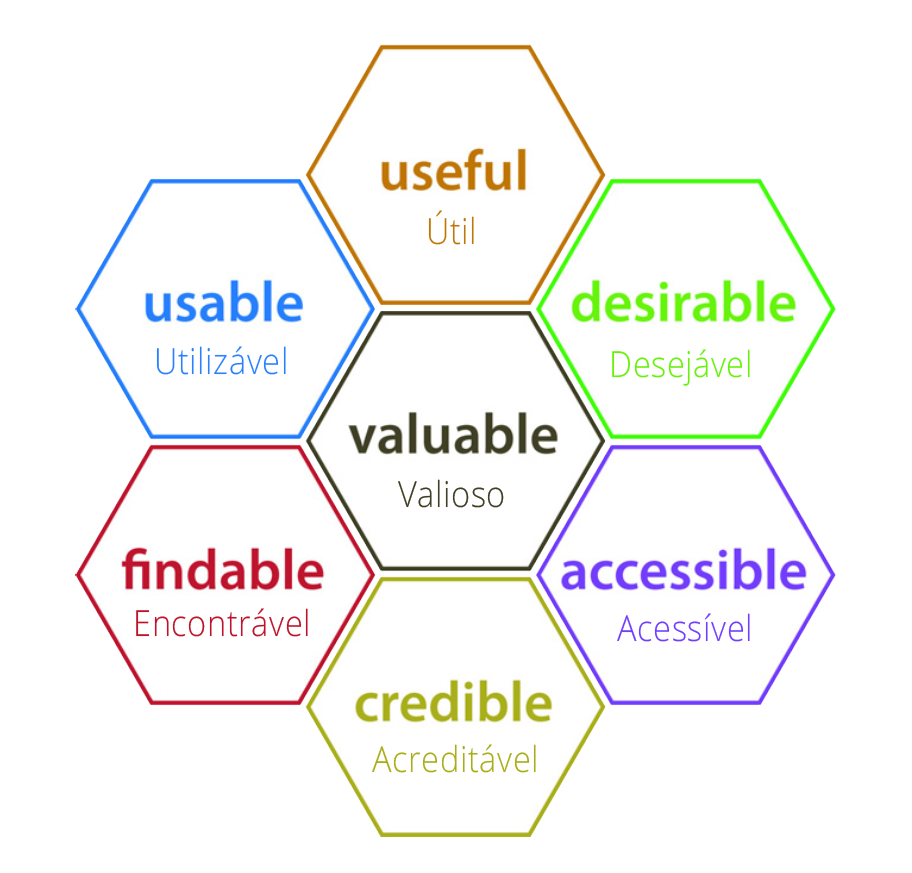 useful
Útil
usable
Utilizável
desirable
Desejável
valuable
Valioso
findable
Encontrável
accessible
Acessível
credible
Acreditável